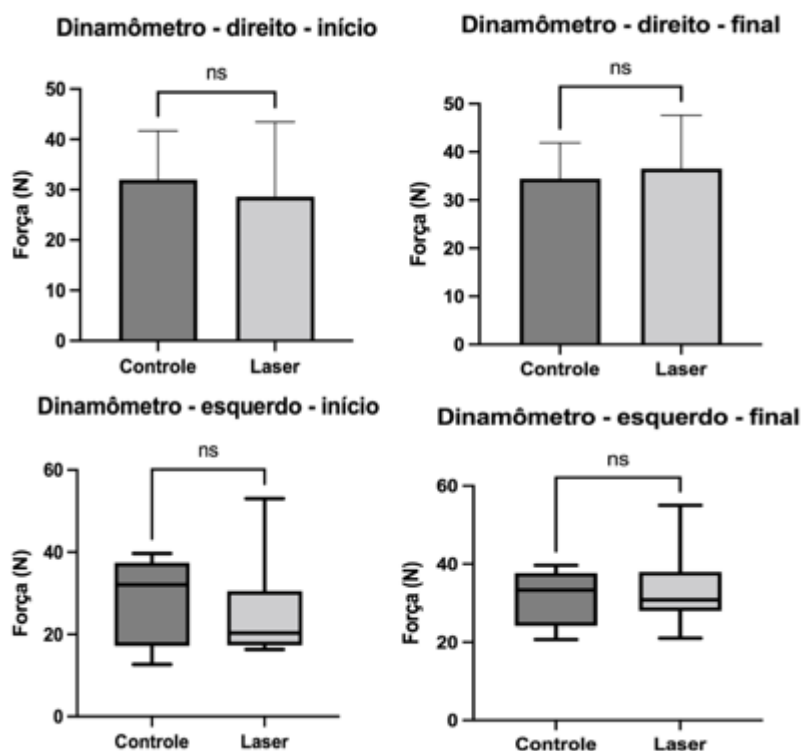 Dinamômetro - direito - início
ns
Força (N)
50
40
30
20
10
0
Controle Laser
Dinamômetro - direito - final
ns
Força (N)
50
40
30
20
10
0
Controle Laser
Dinamômetro - esquerdo - início
ns
Força (N)
60
40
20
0
Controle Laser
Dinamômetro - esquerdo - final
ns
Força (N)
60
40
20
0
Controle Laser